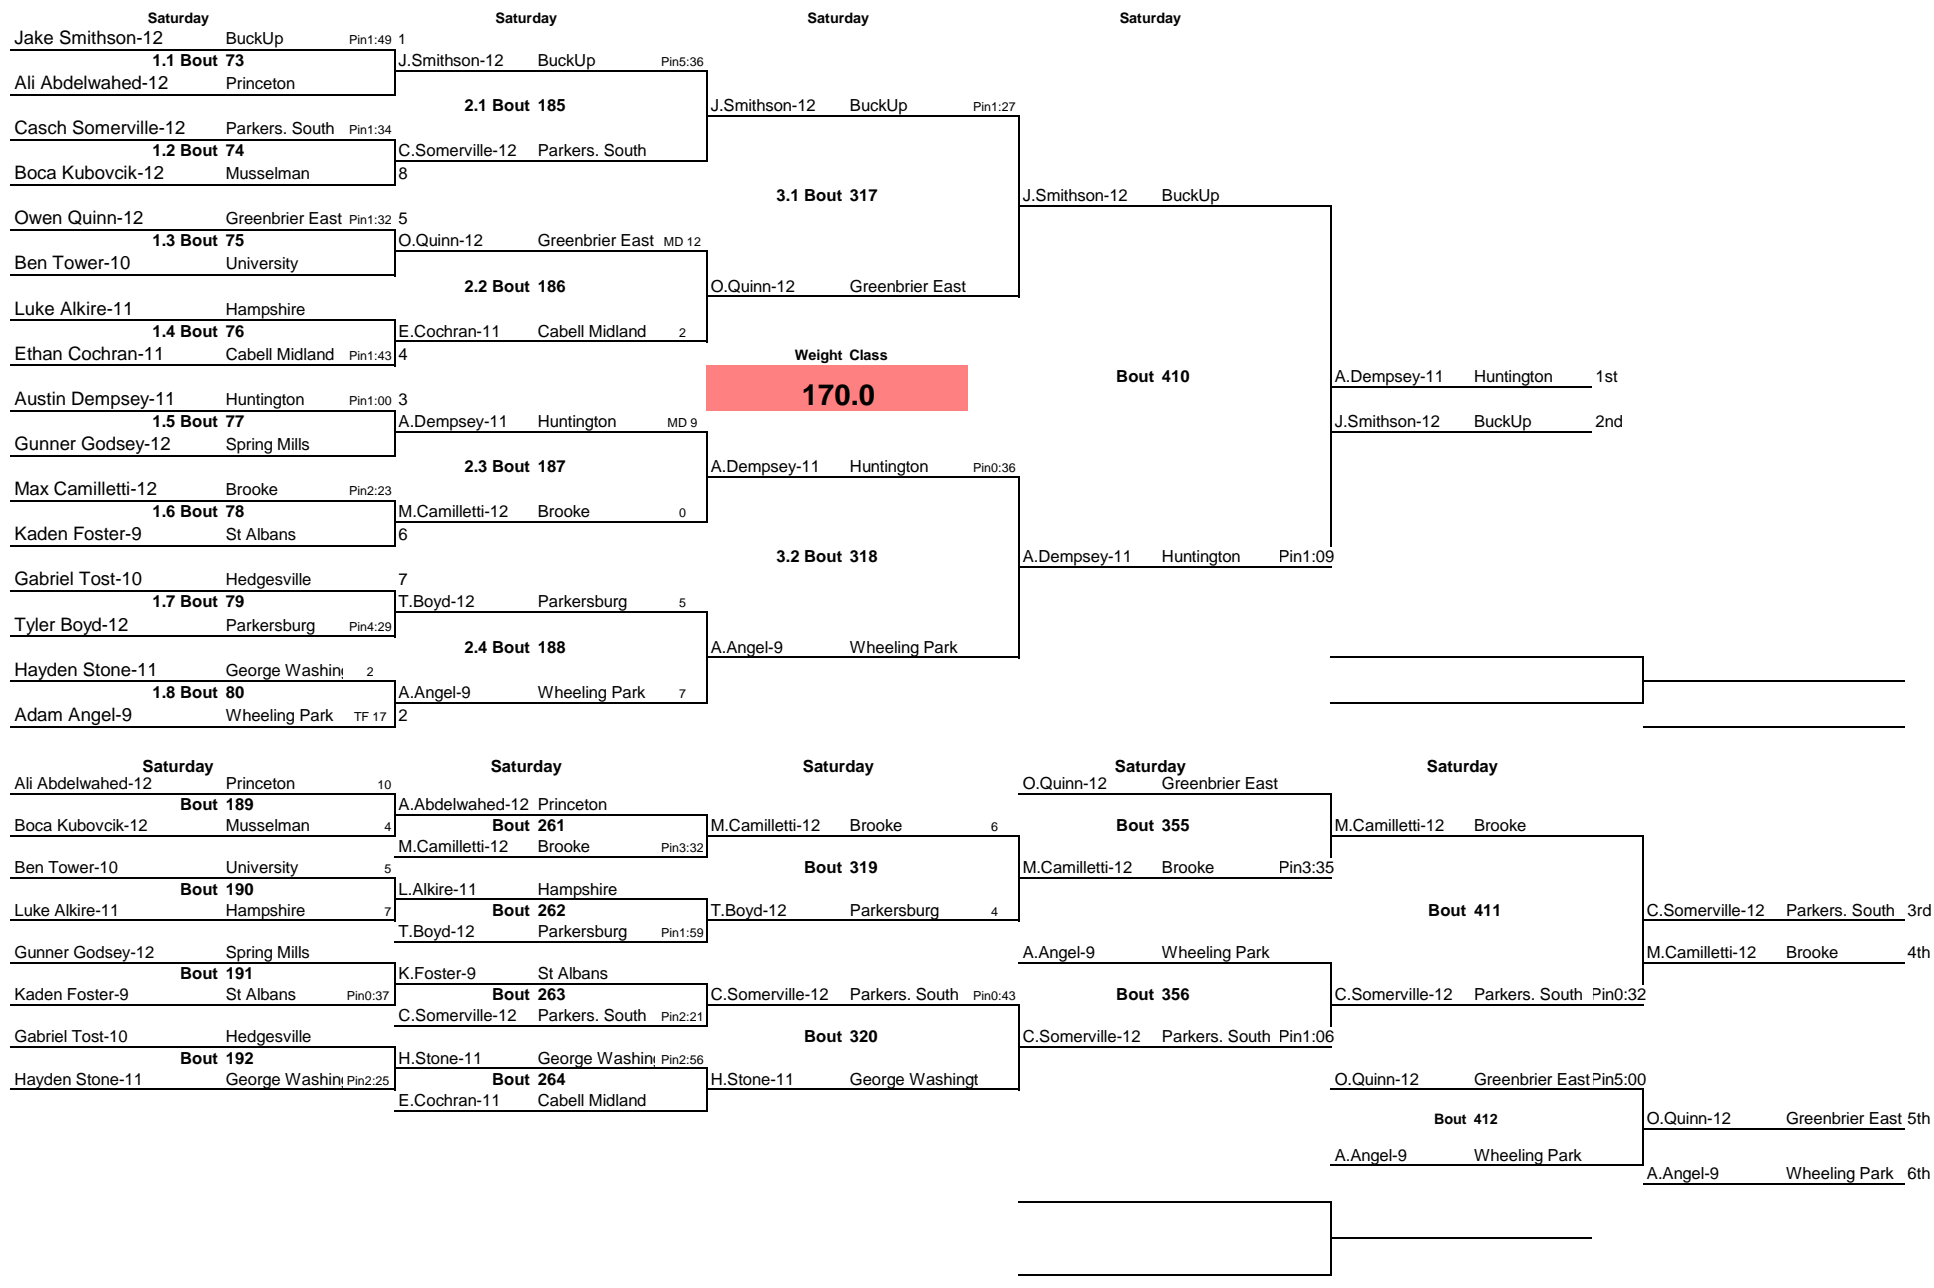 Saturday Saturday Saturday Saturday
Jake Smithson-12 BuckUp Pin1:49 1
1.1 Bout 73 J.Smithson-12 BuckUp Pin5:36
Ali Abdelwahed-12 Princeton
2.1 Bout 185 J.Smithson-12 BuckUp Pin1:27
Casch Somerville-12 Parkers. South Pin1:34
1.2 Bout 74 C.Somerville-12 Parkers. South
Boca Kubovcik-12 Musselman 8
3.1 Bout 317 J.Smithson-12 BuckUp
Owen Quinn-12 Greenbrier East Pin1:32 5
1.3 Bout 75 O.Quinn-12 Greenbrier East MD 12
Ben Tower-10 University
2.2 Bout 186 O.Quinn-12 Greenbrier East
Luke Alkire-11 Hampshire
1.4 Bout 76 E.Cochran-11 Cabell Midland 2
Ethan Cochran-11 Cabell Midland Pin1:43 4 Weight Class
Bout 410 A.Dempsey-11 Huntington 1st
Austin Dempsey-11 Huntington Pin1:00 3 170.0
1.5 Bout 77 A.Dempsey-11 Huntington MD 9 J.Smithson-12 BuckUp 2nd
Gunner Godsey-12 Spring Mills
2.3 Bout 187 A.Dempsey-11 Huntington Pin0:36
Max Camilletti-12 Brooke Pin2:23
1.6 Bout 78 M.Camilletti-12 Brooke 0
Kaden Foster-9 St Albans 6
3.2 Bout 318 A.Dempsey-11 Huntington Pin1:09
Gabriel Tost-10 Hedgesville 7
1.7 Bout 79 T.Boyd-12 Parkersburg 5
Tyler Boyd-12 Parkersburg Pin4:29
2.4 Bout 188 A.Angel-9 Wheeling Park
Hayden Stone-11 George Washin 2
1.8 Bout 80 A.Angel-9 Wheeling Park 7
Adam Angel-9 Wheeling Park TF 17 2
Saturday Saturday Saturday Saturday Saturday
Ali Abdelwahed-12 Princeton 10 O.Quinn-12 Greenbrier East
Bout 189 A.Abdelwahed-12 Princeton
Boca Kubovcik-12 Musselman 4 Bout 261 M.Camilletti-12 Brooke 6 Bout 355 M.Camilletti-12 Brooke
M.Camilletti-12 Brooke Pin3:32
Ben Tower-10 University 5 Bout 319 M.Camilletti-12 Brooke Pin3:35
Bout 190 L.Alkire-11 Hampshire
Luke Alkire-11 Hampshire 7 Bout 262 T.Boyd-12 Parkersburg 4 Bout 411 C.Somerville-12 Parkers. South 3rd
T.Boyd-12 Parkersburg Pin1:59
Gunner Godsey-12 Spring Mills A.Angel-9 Wheeling Park M.Camilletti-12 Brooke 4th
Bout 191 K.Foster-9 St Albans
Kaden Foster-9 St Albans Pin0:37 Bout 263 C.Somerville-12 Parkers. South Pin0:43 Bout 356 C.Somerville-12 Parkers. South Pin0:32
C.Somerville-12 Parkers. South Pin2:21
Gabriel Tost-10 Hedgesville Bout 320 C.Somerville-12 Parkers. South Pin1:06
Bout 192 H.Stone-11 George Washin Pin2:56
Hayden Stone-11 George Washin Pin2:25 Bout 264 H.Stone-11 George Washingt O.Quinn-12 Greenbrier East Pin5:00
E.Cochran-11 Cabell Midland
Bout 412 O.Quinn-12 Greenbrier East 5th
A.Angel-9 Wheeling Park
A.Angel-9 Wheeling Park 6th